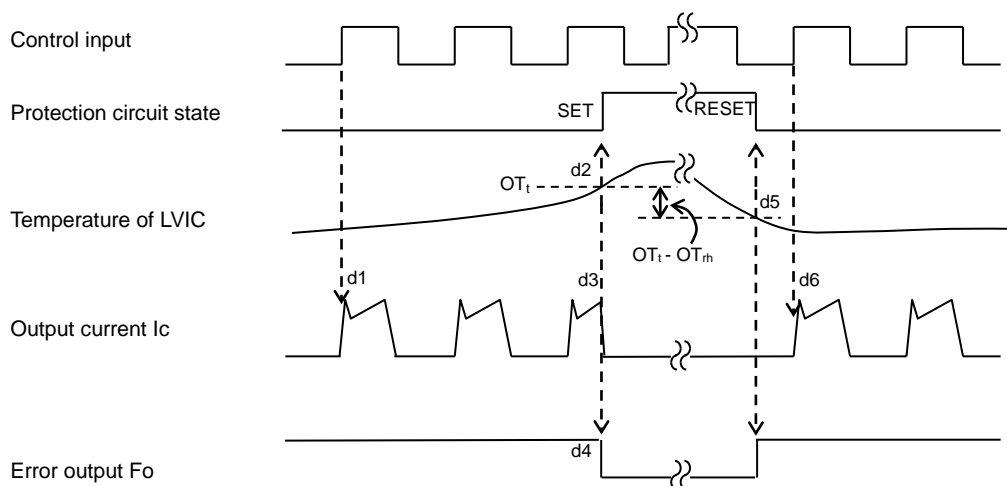 Control input
Protection circuit state
SET
RESET
d2
OTt
d5
Temperature of LVIC
OTt - OTrh
d1
d3
d6
Output current Ic
d4
Error output Fo